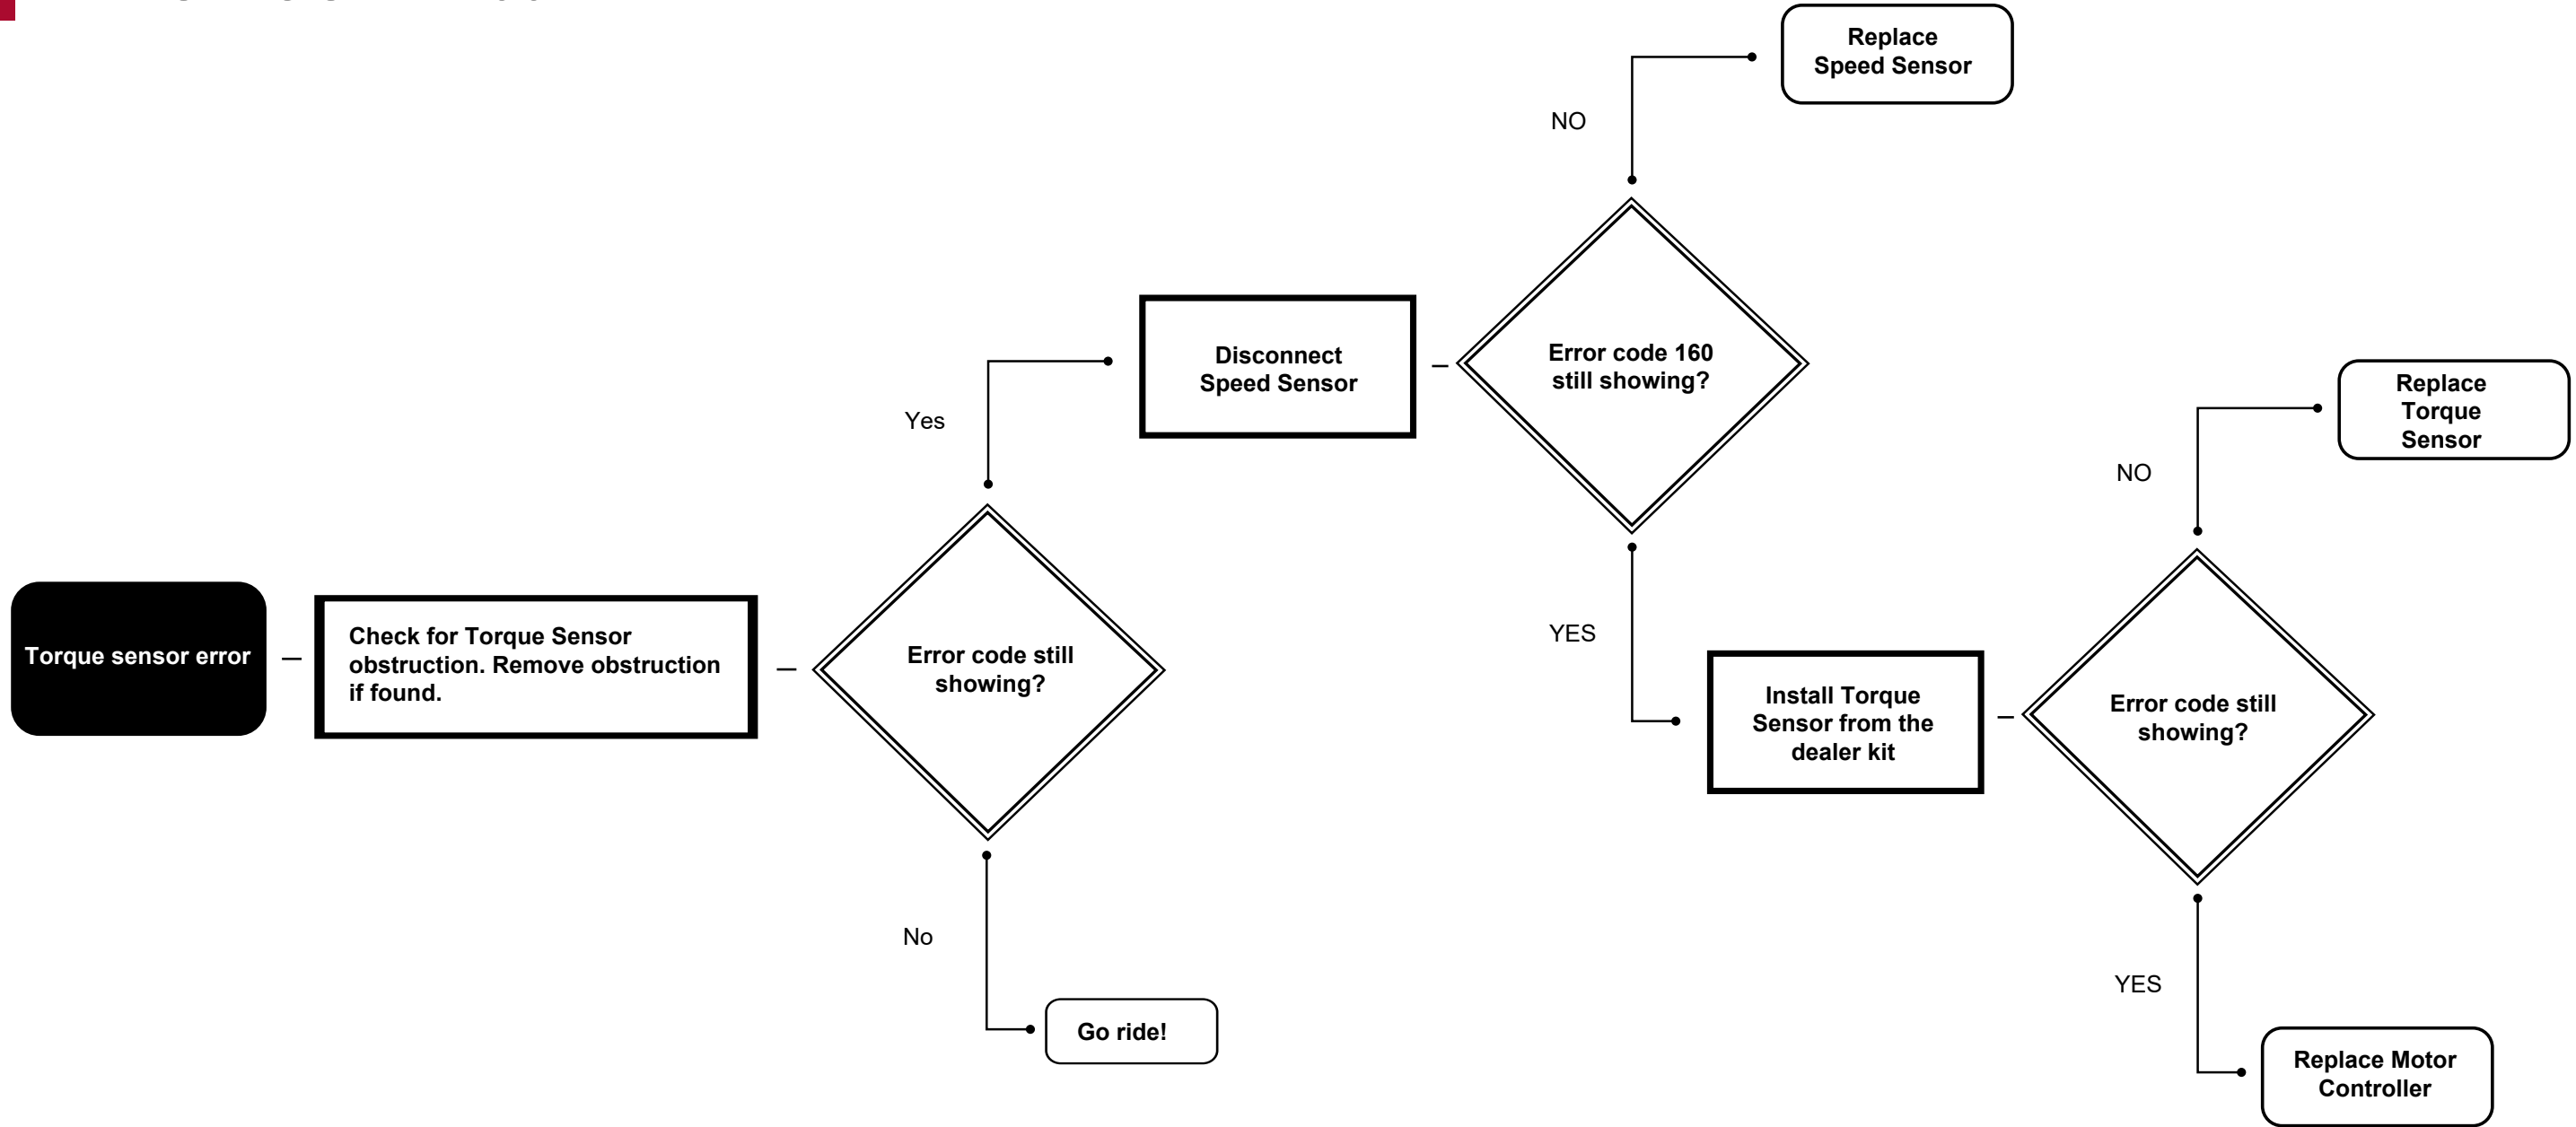 Replace
Speed Sensor
NO
Disconnect
Speed Sensor
Error code 160
still showing?
Yes
Replace
Torque
Sensor
NO
Torque sensor error
Check for Torque Sensor
obstruction. Remove obstruction
if found.
Error code still
showing?
YES
Install Torque
Sensor from the
dealer kit
Error code still
showing?
No
YES
Go ride!
Replace Motor
Controller